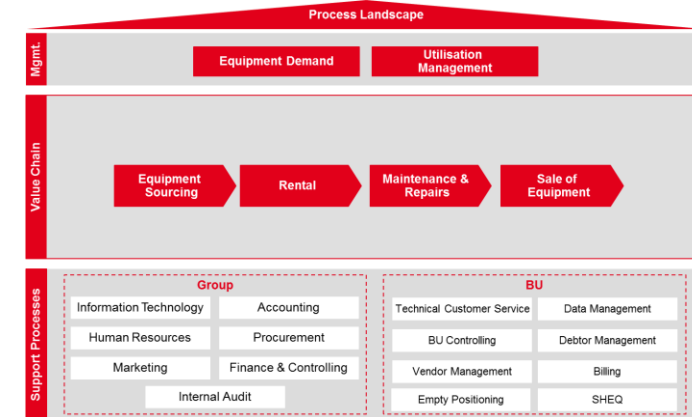 Process Landscape
Mgmt.
Equipment Demand
Utilisation
Management
Value Chain
Equipment
Sourcing
Rental
Maintenance &
Repairs
Sale of
Equipment
Support Processes
Group
Information Technology
Accounting
Human Resources
Procurement
Marketing
Finance & Controlling
Internal Audit
BU
Technical Customer Service
Data Management
BU Controlling
Debtor Management
Vendor Management
Billing
Empty Positioning
SHEQ